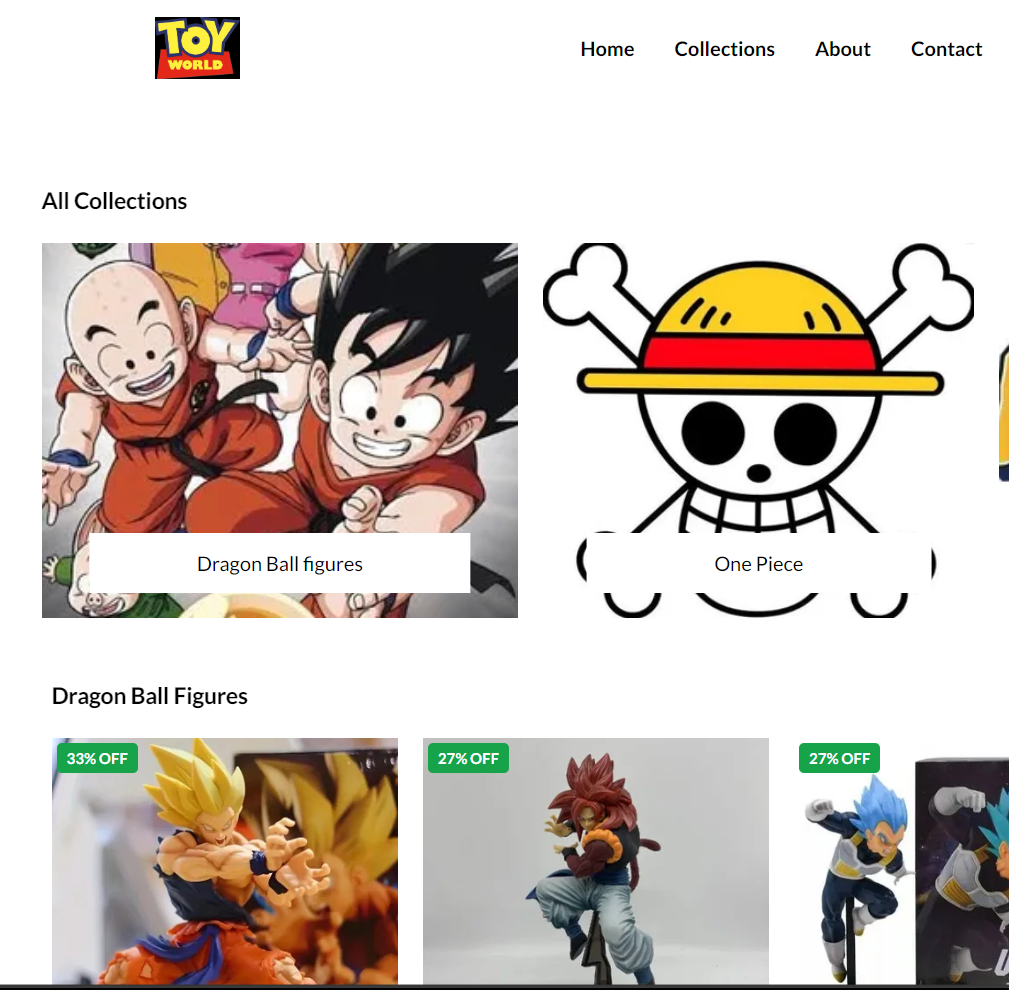 TOY
WORLD
Home
Collections
About
Contact
All Collections
Dragon Ball figures
One Piece
Dragon Ball Figures
33% OFF
27% OFF
27% OFF